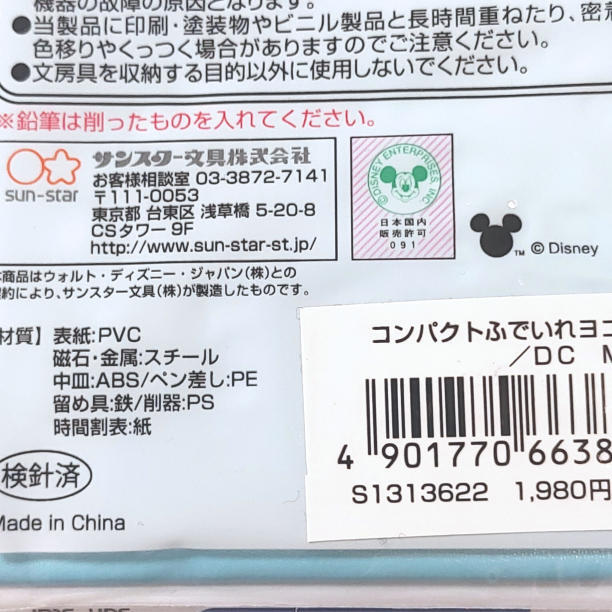 機器の故障の原因となります。
●当製品に印刷・塗装物やビニール製品と長時間重ねたり、密着
色移りやくっつく場合がありますのでご注意ください。
●文房具を収納する目的以外に使用しないでください。
※鉛筆は削ったものを入れてください。
sun-star
サンスター文具株式会社
お客様相談室 03-3872-7141
〒111-0053
東京都 台東区 浅草橋 5-20-8
CSタワー 9F
http://www.sun-star-st.jp/
©DISNEY ENTERPRISES, INC
日本国内
販売許可
091
TM
© Disney
本商品はウォルト・ディズニー・ジャパン(株)との
契約により、サンスター文具(株)が製造したものです。
材質】表紙:PVC
磁石・金属:スチール
中皿:ABS/ペン差し:PE
留め具:鉄/削器:PS
時間割表:紙
検針済
Made in China
コンパクトふでいれヨコ
/DC M
4 901770 6638
S1313622 1,980円